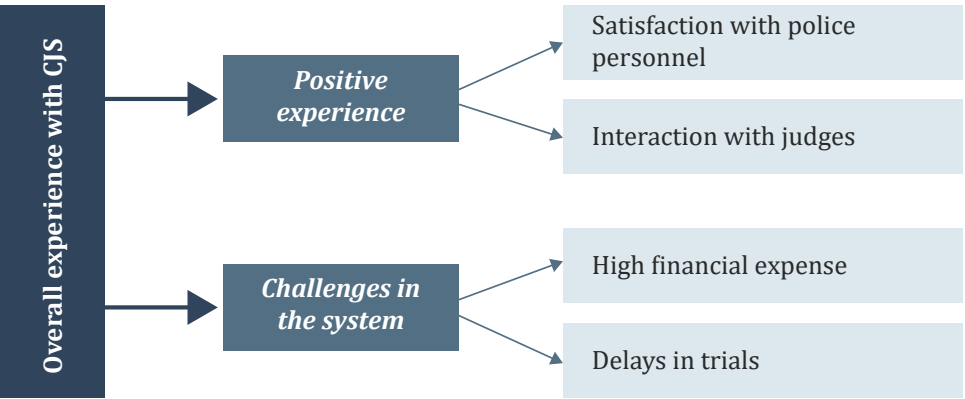 Overall experience with CJS
Positive
experience
Satisfaction with police
personnel
Interaction with judges
Challenges in
the system
High financial expense
Delays in trials